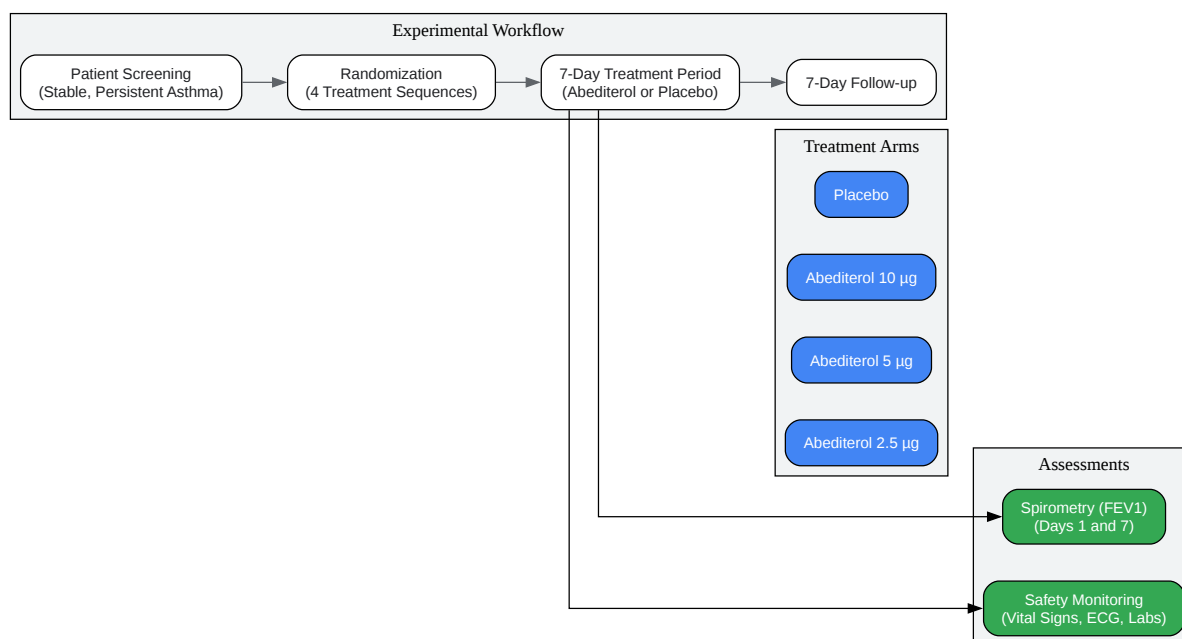 Experimental Workflow
Patient Screening
(Stable, Persistent Asthma)
Randomization
(4 Treatment Sequences)
7-Day Treatment Period
(Abediterol or Placebo)
7-Day Follow-up
Treatment Arms
Placebo
Abediterol 10 µg
Abediterol 5 µg
Abediterol 2.5 µg
Assessments
Spirometry (FEV1)
(Days 1 and 7)
Safety Monitoring
(Vital Signs, ECG, Labs)